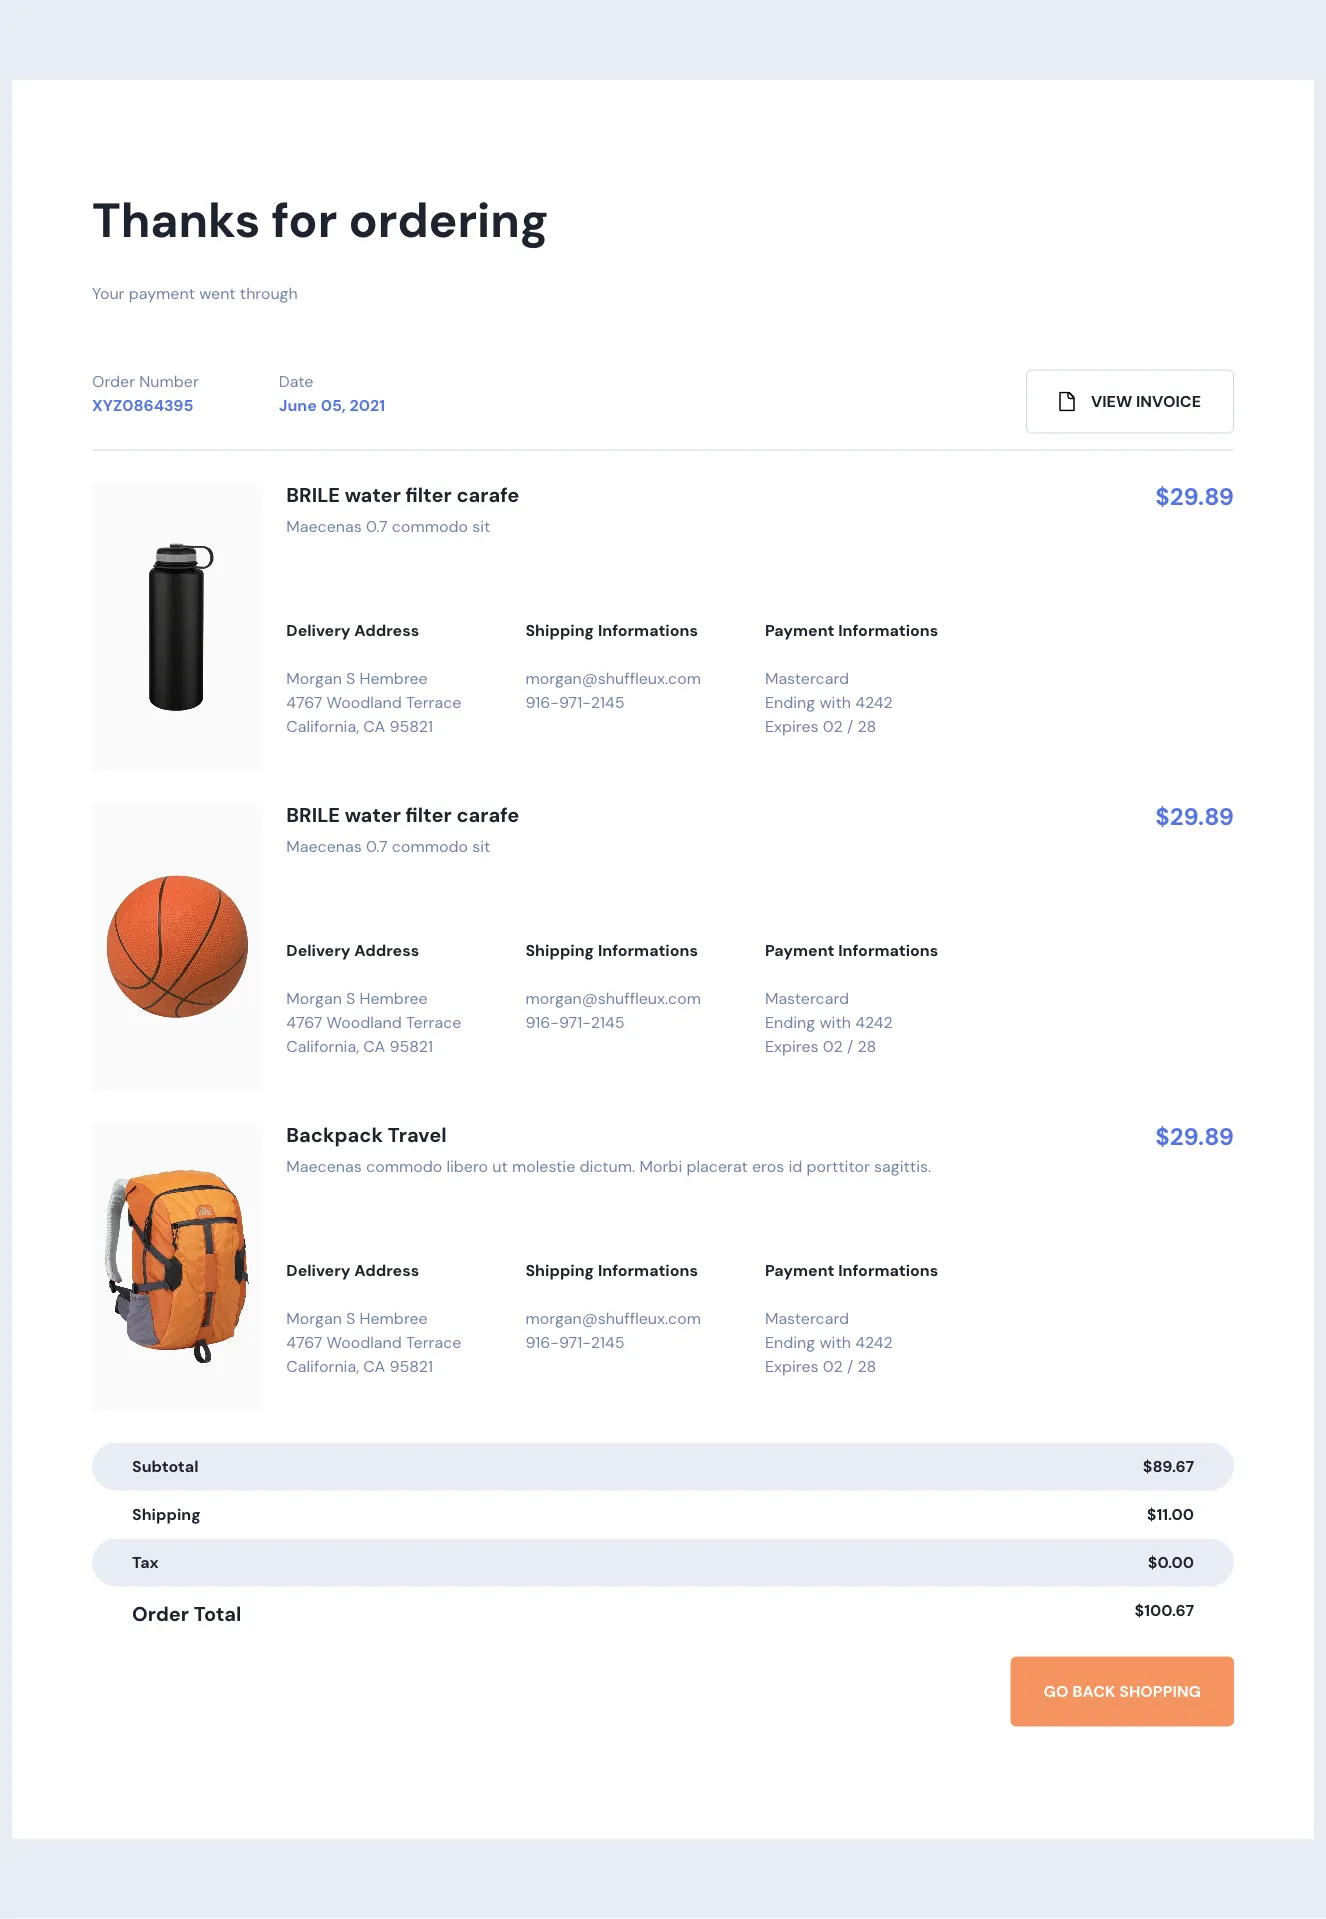 Thanks for ordering
Your payment went through
Order Number
XYZ0864395
Date
June 05, 2021
VIEW INVOICE
BRILE water filter carafe
$29.89
Maecenas 0.7 commodo sit
Delivery Address
Morgan S Hembree
4767 Woodland Terrace
California, CA 95821
Shipping Informations
morgan@shuffleux.com
916-971-2145
Payment Informations
Mastercard
Ending with 4242
Expires 02 / 28
BRILE water filter carafe
$29.89
Maecenas 0.7 commodo sit
Delivery Address
Morgan S Hembree
4767 Woodland Terrace
California, CA 95821
Shipping Informations
morgan@shuffleux.com
916-971-2145
Payment Informations
Mastercard
Ending with 4242
Expires 02 / 28
Backpack Travel
$29.89
Maecenas commodo libero ut molestie dictum. Morbi placerat eros id porttitor sagittis.
Delivery Address
Morgan S Hembree
4767 Woodland Terrace
California, CA 95821
Shipping Informations
morgan@shuffleux.com
916-971-2145
Payment Informations
Mastercard
Ending with 4242
Expires 02 / 28
Subtotal $89.67
Shipping $11.00
Tax $0.00
Order Total $100.67
GO BACK SHOPPING